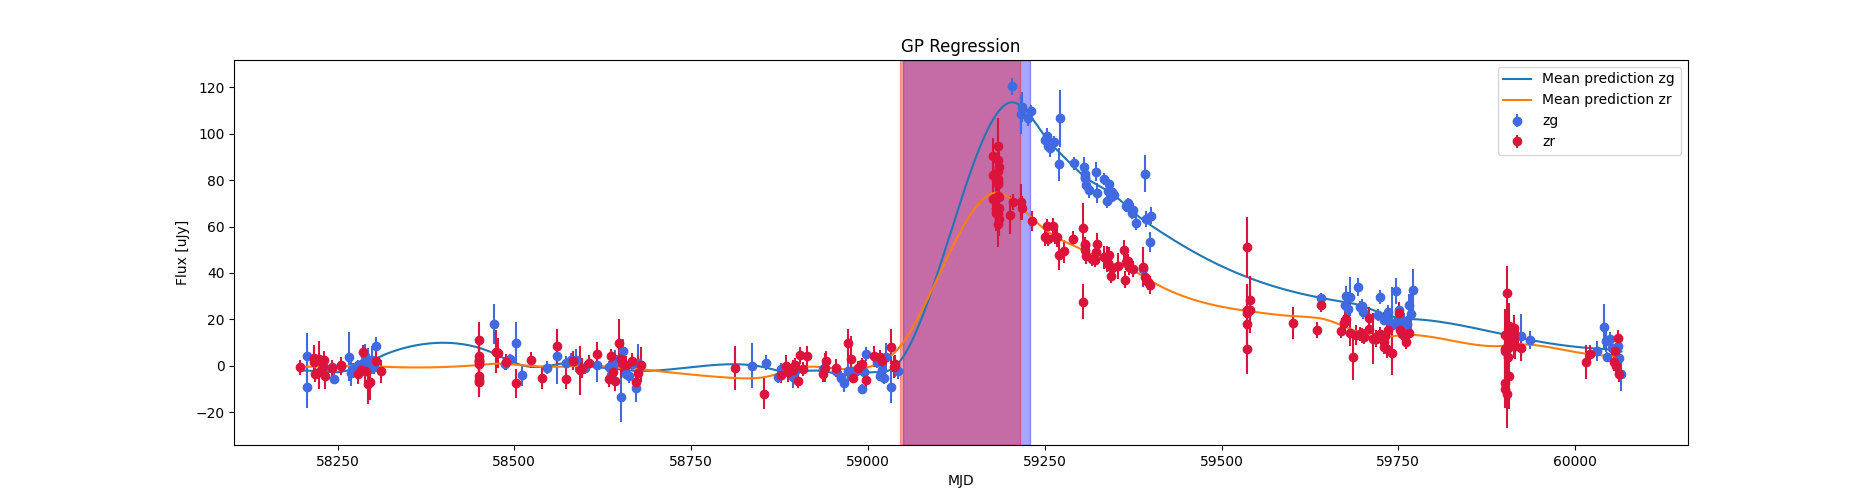 GP Regression
Flux [uJy]
120
100
80
60
40
20
0
−20
58250 58500 58750 59000 59250 59500 59750 60000
MJD
Mean prediction zg
Mean prediction zr
zg
zr